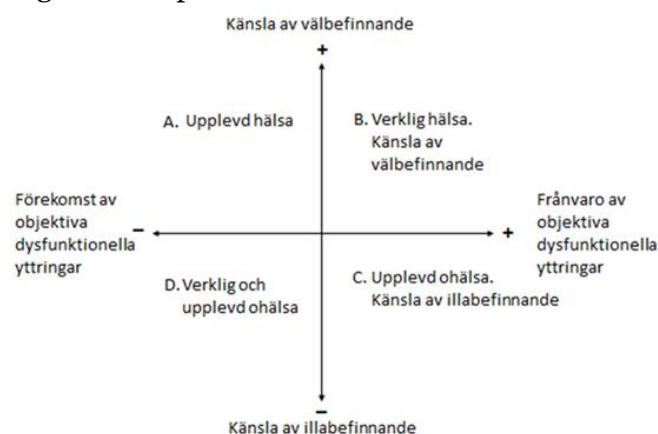 Känsla av välbefinnande
+
A. Upplevd hälsa
B. Verklig hälsa.
Känsla av
välbefinnande
Förekomst av
objektiva
dysfunktionella
yttringar
−
+
Frånvaro av
objektiva
dysfunktionella
yttringar
D. Verklig och
upplevd ohälsa
C. Upplevd ohälsa.
Känsla av illabefinnande
−
Känsla av illabefinnande